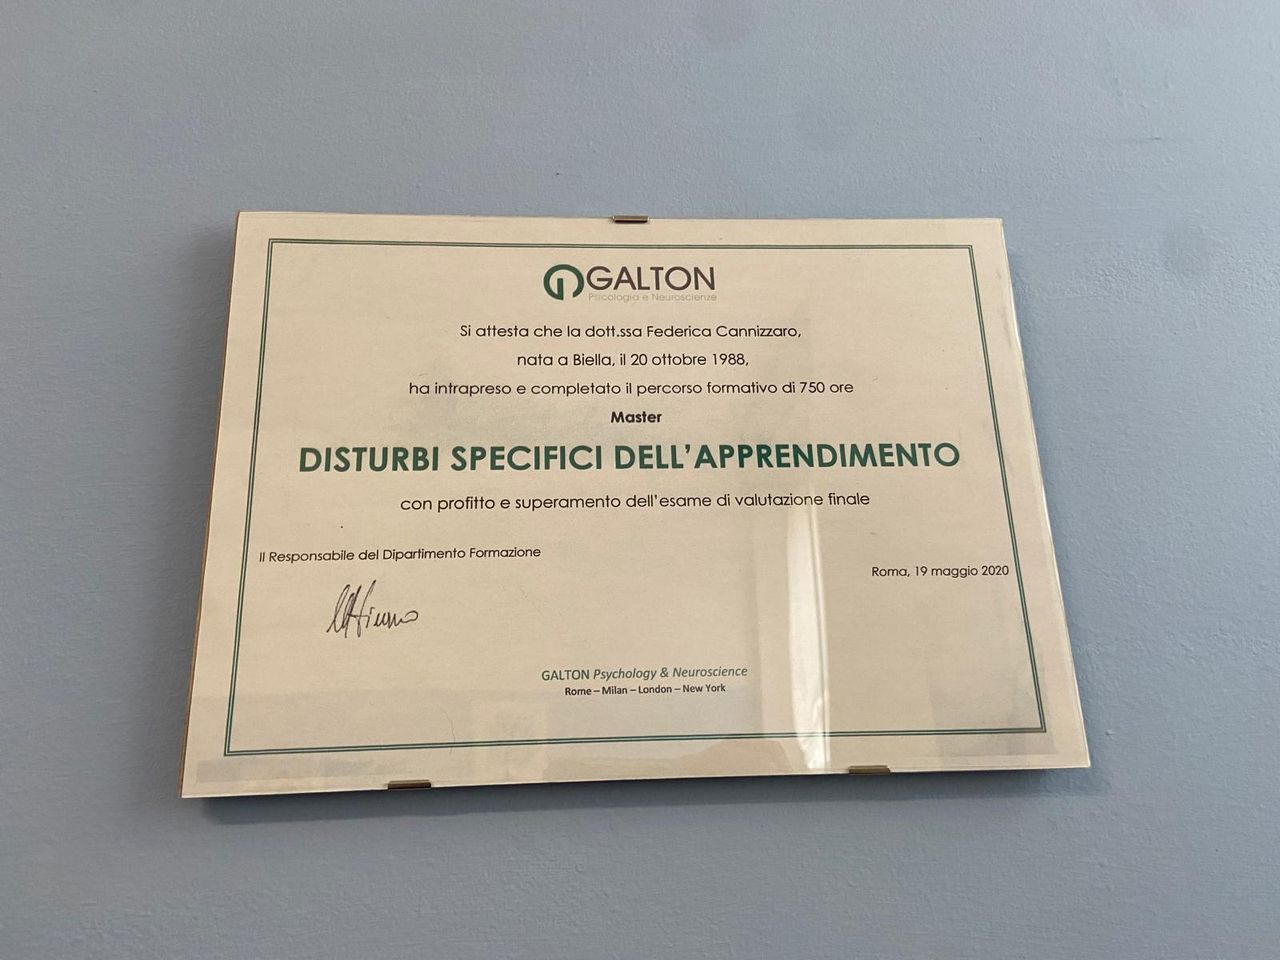 GALTON
Psicologia e Neuroscienze
Si attesta che la dott.ssa Federica Cannizzaro,
nata a Biella, il 20 ottobre 1988,
ha intrapreso e completato il percorso formativo di 750 ore
Master
DISTURBI SPECIFICI DELL'APPRENDIMENTO
con profitto e superamento dell'esame di valutazione finale
Il Responsabile del Dipartimento Formazione
Roma, 19 maggio 2020
GALTON Psychology & Neuroscience
Rome – Milan – London – New York